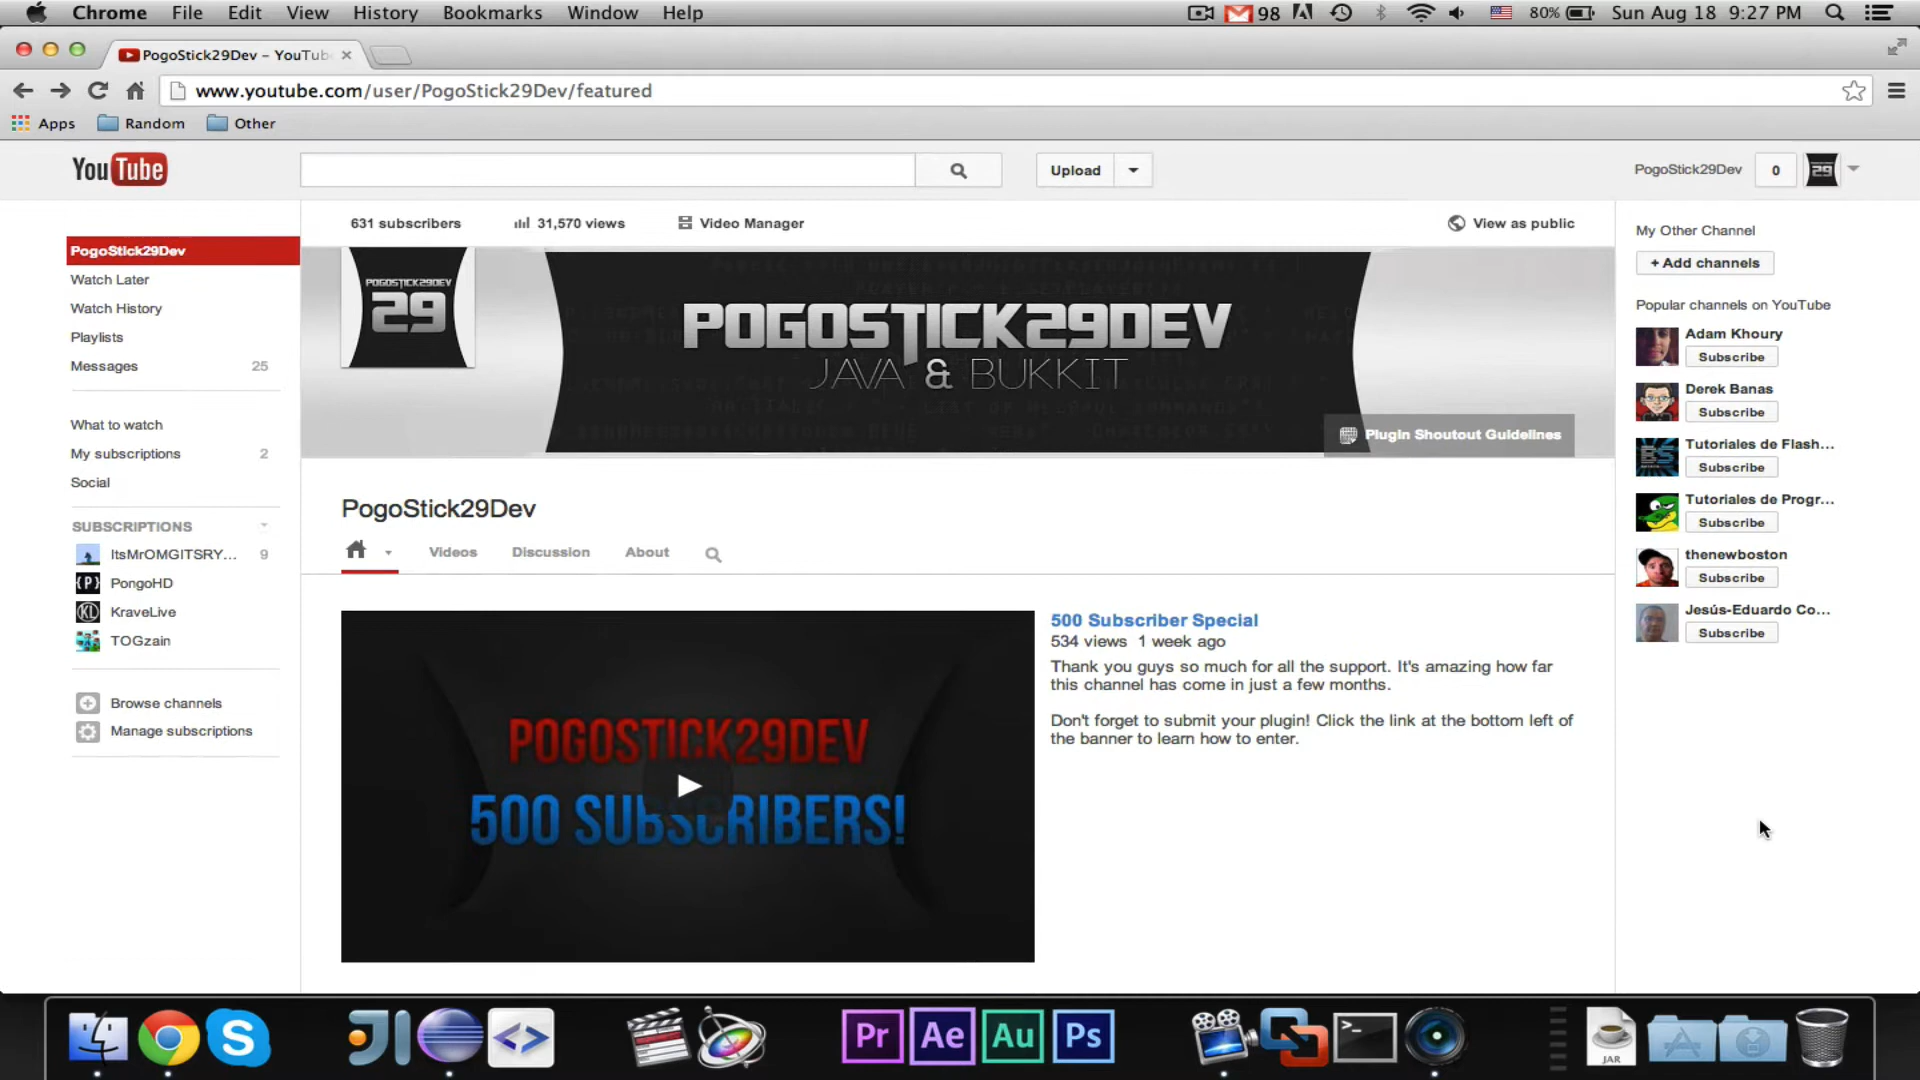 Chrome File Edit View History Bookmarks Window Help
98 80% Sun Aug 18 9:27 PM
PogoStick29Dev - YouTub
www.youtube.com/user/PogoStick29Dev/featured
Apps Random Other
YouTube
Upload
PogoStick29Dev 0 29
631 subscribers 31,570 views Video Manager View as public
PogoStick29Dev
Watch Later
Watch History
Playlists
Messages 25
What to watch
My subscriptions 2
Social
SUBSCRIPTIONS
ItsMrOMGITSRY... 9
{P} PongoHD
KL KraveLive
TOGzain
Browse channels
Manage subscriptions
POGOSTICK29DEV
29
POGOSTICK29DEV
JAVA & BUKKIT
Plugin Shoutout Guidelines
PogoStick29Dev
Videos Discussion About
POGOSTICK29DEV
500 SUBSCRIBERS!
500 Subscriber Special
534 views 1 week ago
Thank you guys so much for all the support. It's amazing how far
this channel has come in just a few months.
Don't forget to submit your plugin! Click the link at the bottom left of
the banner to learn how to enter.
My Other Channel
+ Add channels
Popular channels on YouTube
Adam Khoury
Subscribe
Derek Banas
Subscribe
Tutoriales de Flash...
Subscribe
Tutoriales de Progr...
Subscribe
thenewboston
Subscribe
Jesús-Eduardo Co...
Subscribe
Pr Ae Au Ps
JAR